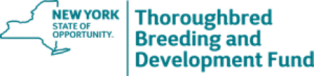 NEW YORK
STATE OF
OPPORTUNITY.
Thoroughbred
Breeding and
Development Fund